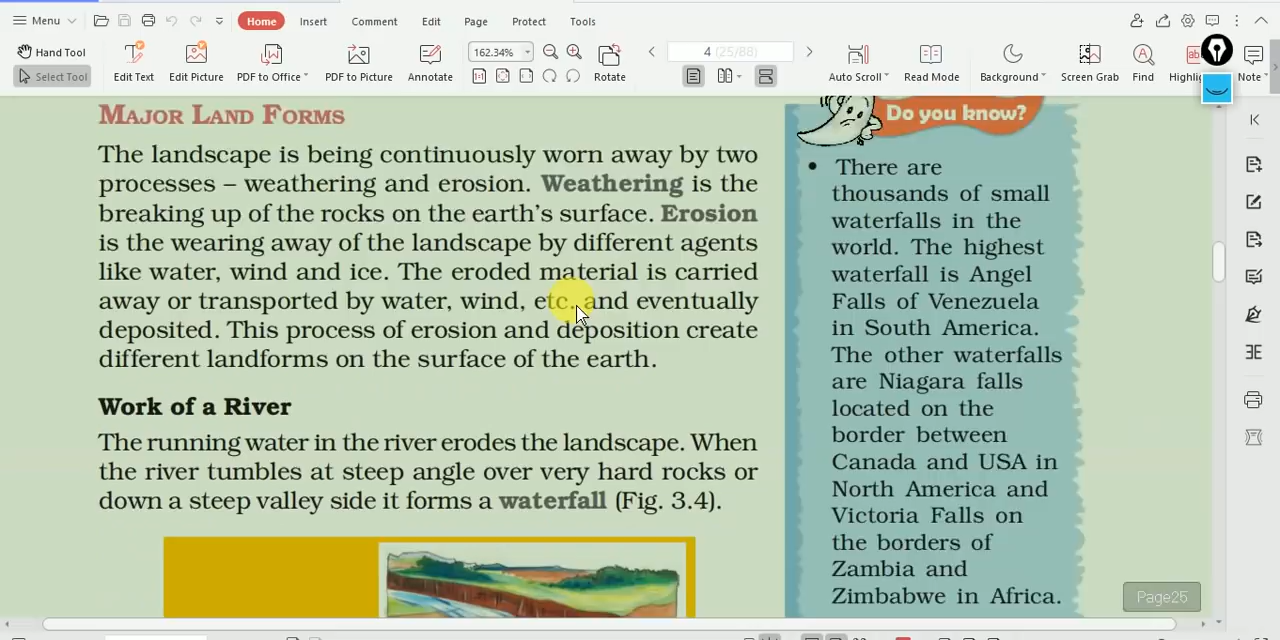 Menu
Home
Insert
Comment
Edit
Page
Protect
Tools
Hand Tool
Select Tool
Edit Text
Edit Picture
PDF to Office
PDF to Picture
Annotate
162.34%
Rotate
4 (25/88)
Auto Scroll
Read Mode
Background
Screen Grab
Find
Note
MAJOR LAND FORMS
The landscape is being continuously worn away by two
processes – weathering and erosion. Weathering is the
breaking up of the rocks on the earth's surface. Erosion
is the wearing away of the landscape by different agents
like water, wind and ice. The eroded material is carried
away or transported by water, wind, etc. and eventually
deposited. This process of erosion and deposition create
different landforms on the surface of the earth.
Work of a River
The running water in the river erodes the landscape. When
the river tumbles at steep angle over very hard rocks or
down a steep valley side it forms a waterfall (Fig. 3.4).
Do you know?
• There are
thousands of small
waterfalls in the
world. The highest
waterfall is Angel
Falls of Venezuela
in South America.
The other waterfalls
are Niagara falls
located on the
border between
Canada and USA in
North America and
Victoria Falls on
the borders of
Zambia and
Zimbabwe in Africa.
Page25